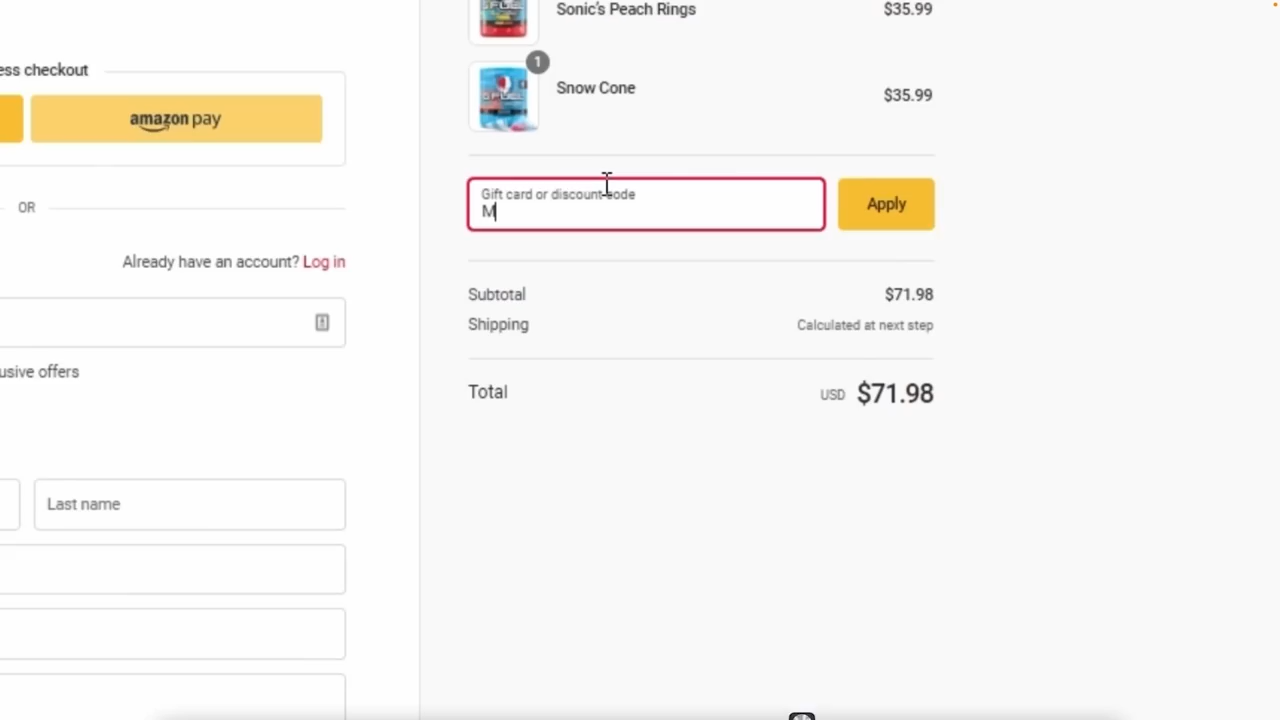 Sonic's Peach Rings
$35.99
1
Snow Cone
$35.99
ess checkout
amazon pay
Gift card or discount code
M
Apply
OR
Already have an account? Log in
Subtotal
$71.98
Shipping
Calculated at next step
usive offers
Total
USD $71.98
Last name